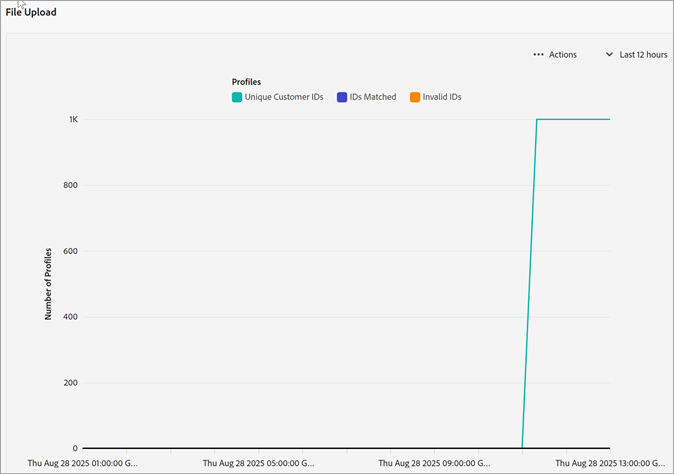 File Upload
Actions Last 12 hours
Profiles
Unique Customer IDs IDs Matched Invalid IDs
1K
800
600
400
200
0
Number of Profiles
Thu Aug 28 2025 01:00:00 G... Thu Aug 28 2025 05:00:00 G... Thu Aug 28 2025 09:00:00 G... Thu Aug 28 2025 13:00:00 G...